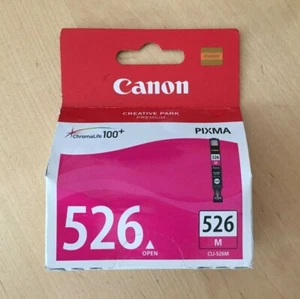 Canon
CREATIVE PARK
PREMIUM
ChromaLife 100+
PIXMA
526
M
526
OPEN
526
M
CLI-526M